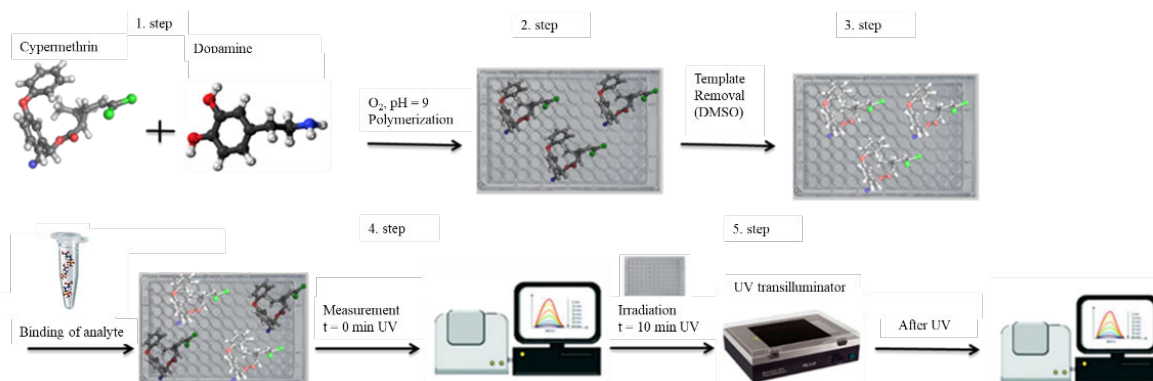 1. step
Cypermethrin
Dopamine
O₂, pH = 9
Polymerization
2. step
Template
Removal
(DMSO)
3. step
Binding of analyte
4. step
Measurement
t = 0 min UV
5. step
Irradiation
t = 10 min UV
UV transilluminator
After UV